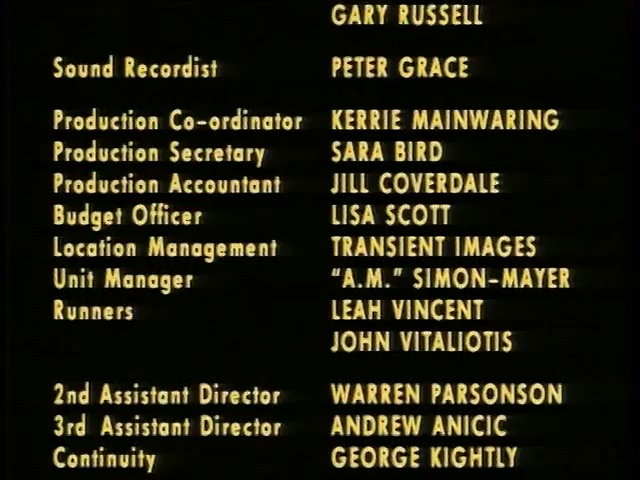 GARY RUSSELL
Sound Recordist PETER GRACE
Production Co-ordinator KERRIE MAINWARING
Production Secretary SARA BIRD
Production Accountant JILL COVERDALE
Budget Officer LISA SCOTT
Location Management TRANSIENT IMAGES
Unit Manager "A.M." SIMON-MAYER
Runners LEAH VINCENT
JOHN VITALIOTIS
2nd Assistant Director WARREN PARSONSON
3rd Assistant Director ANDREW ANICIC
Continuity GEORGE KIGHTLY